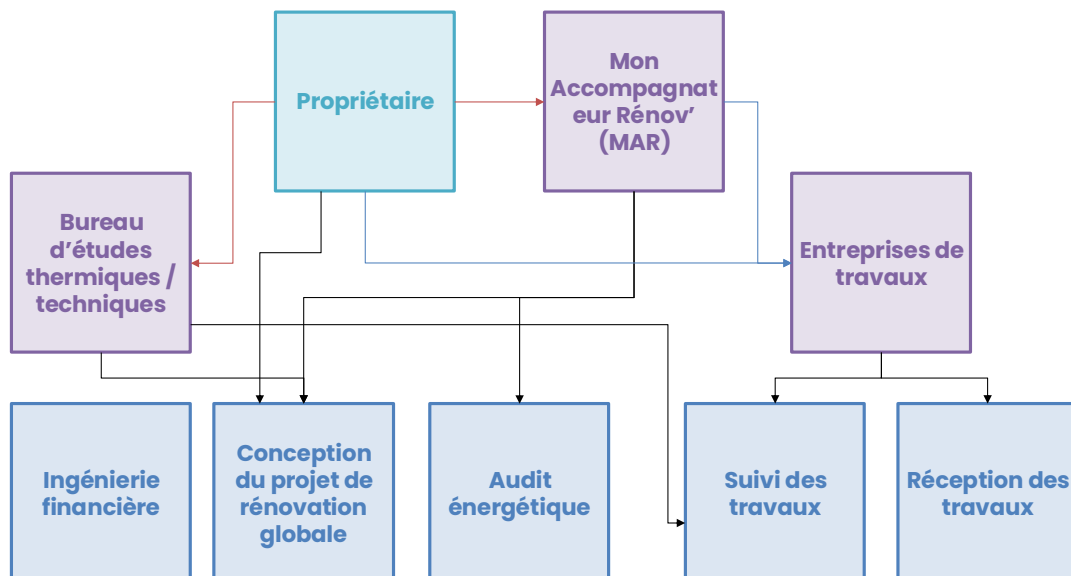 Propriétaire
Mon
Accompagnat
eur Rénov’
(MAR)
Bureau
d’études
thermiques /
techniques
Entreprises de
travaux
Ingénierie
financière
Conception
du projet de
rénovation
globale
Audit
énergétique
Suivi des
travaux
Réception des
travaux